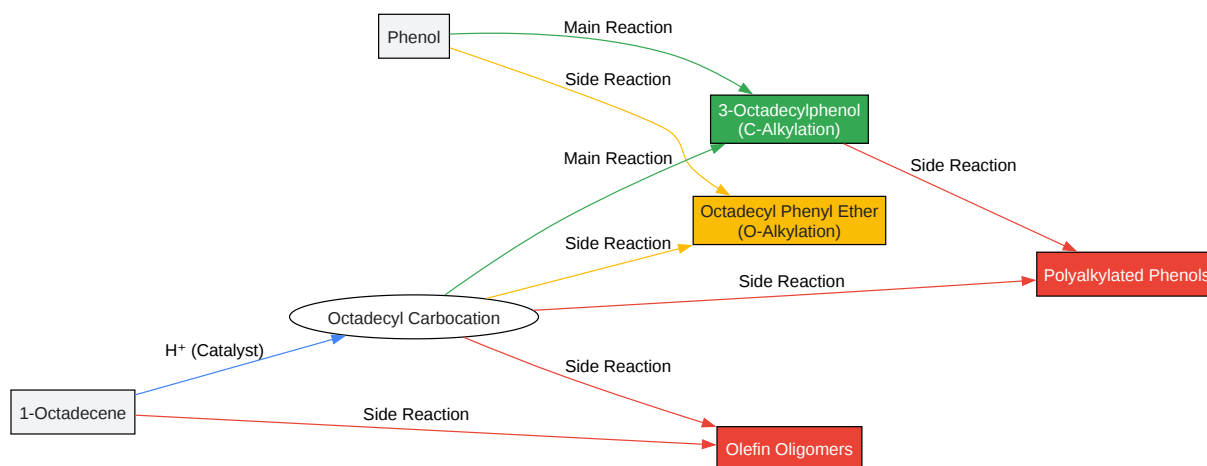 Phenol
Main Reaction
Side Reaction
3-Octadecylphenol
(C-Alkylation)
Main Reaction
Side Reaction
Octadecyl Phenyl Ether
(O-Alkylation)
Side Reaction
Polyalkylated Phenols
Side Reaction
Octadecyl Carbocation
H⁺ (Catalyst)
Side Reaction
1-Octadecene
Side Reaction
Olefin Oligomers